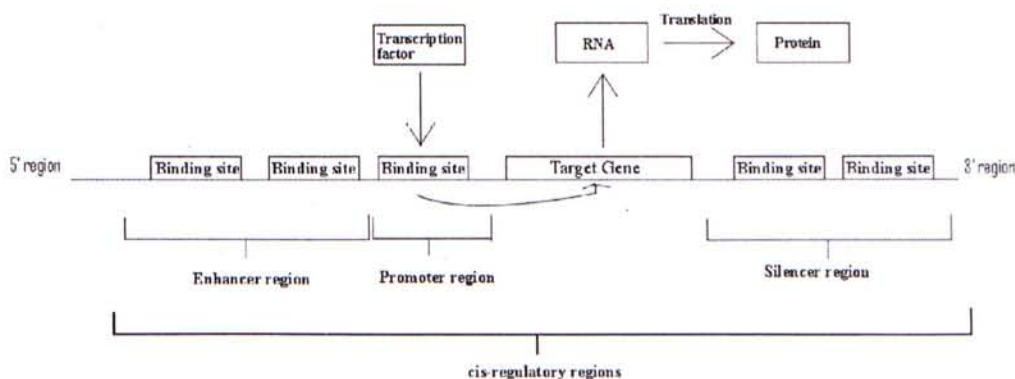 Translation
Transcription
factor
RNA
Protein
5' region
Binding site
Binding site
Binding site
Target Gene
Binding site
Binding site
3' region
Enhancer region
Promoter region
Silencer region
cis-regulatory regions